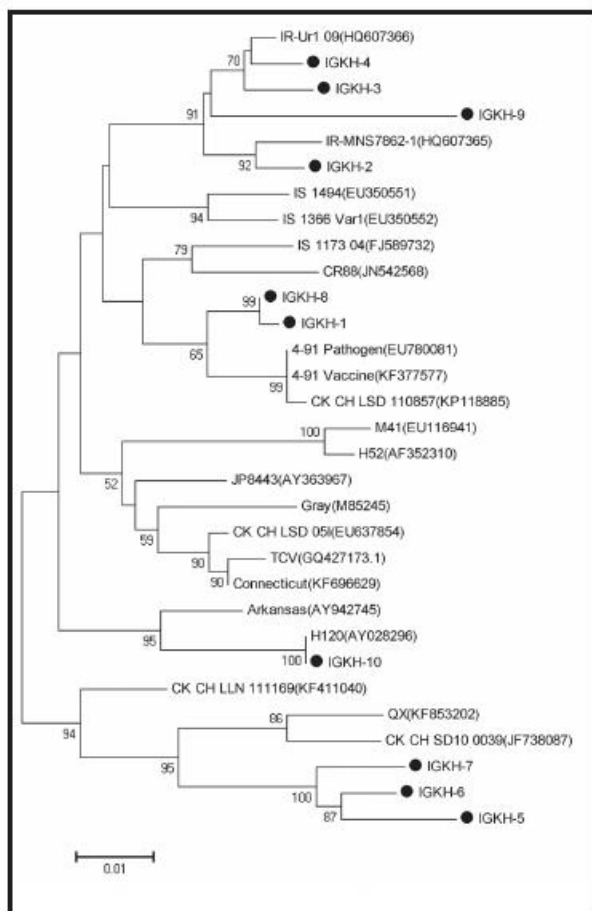 IR-Ur1 09(HQ607366)
70
IGKH-4
IGKH-3
91
IGKH-9
IR-MNS7862-1(HQ607365)
92
IGKH-2
IS 1494(EU350551)
94
IS 1366 Var1(EU350552)
IS 1173 04(FJ589732)
79
CR88(JN542568)
99
IGKH-8
IGKH-1
65
4-91 Pathogen(EU780081)
4-91 Vaccine(KF377577)
99
CK CH LSD 110857(KP118885)
M41(EU116941)
100
H52(AF352310)
52
JP8443(AY363967)
Gray(M85245)
59
CK CH LSD 05I(EU637854)
90
TCV(GQ427173.1)
90
Connecticut(KF696629)
Arkansas(AY942745)
95
H120(AY028296)
100
IGKH-10
CK CH LLN 111169(KF411040)
94
QX(KF853202)
86
CK CH SD10 0039(JF738087)
95
IGKH-7
100
IGKH-6
87
IGKH-5
0.01